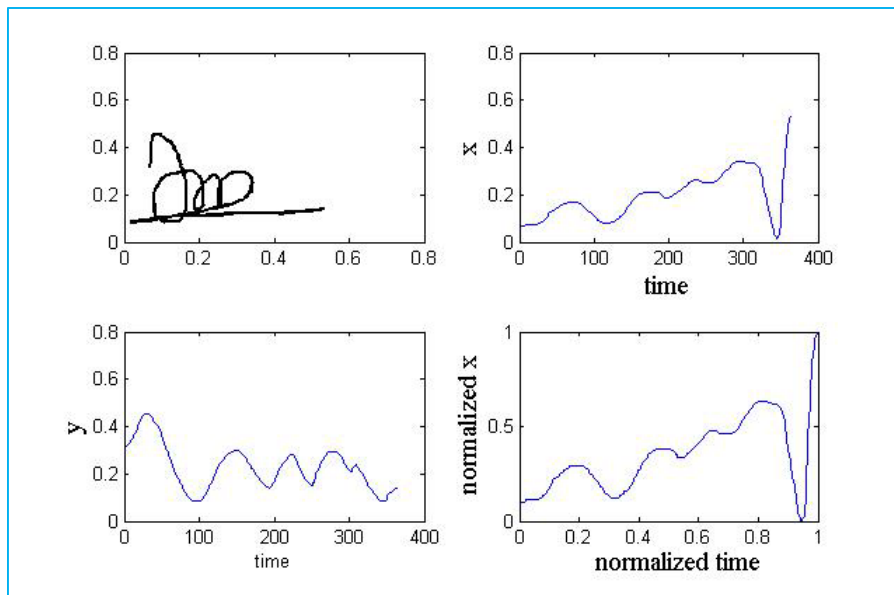 0.8 0.6 0.4 0.2 0
0 0.2 0.4 0.6 0.8
x
0.8 0.6 0.4 0.2 0
0 100 200 300 400
time
y
0.8 0.6 0.4 0.2 0
0 100 200 300 400
time
normalized x
1 0.5 0
0 0.2 0.4 0.6 0.8 1
normalized time